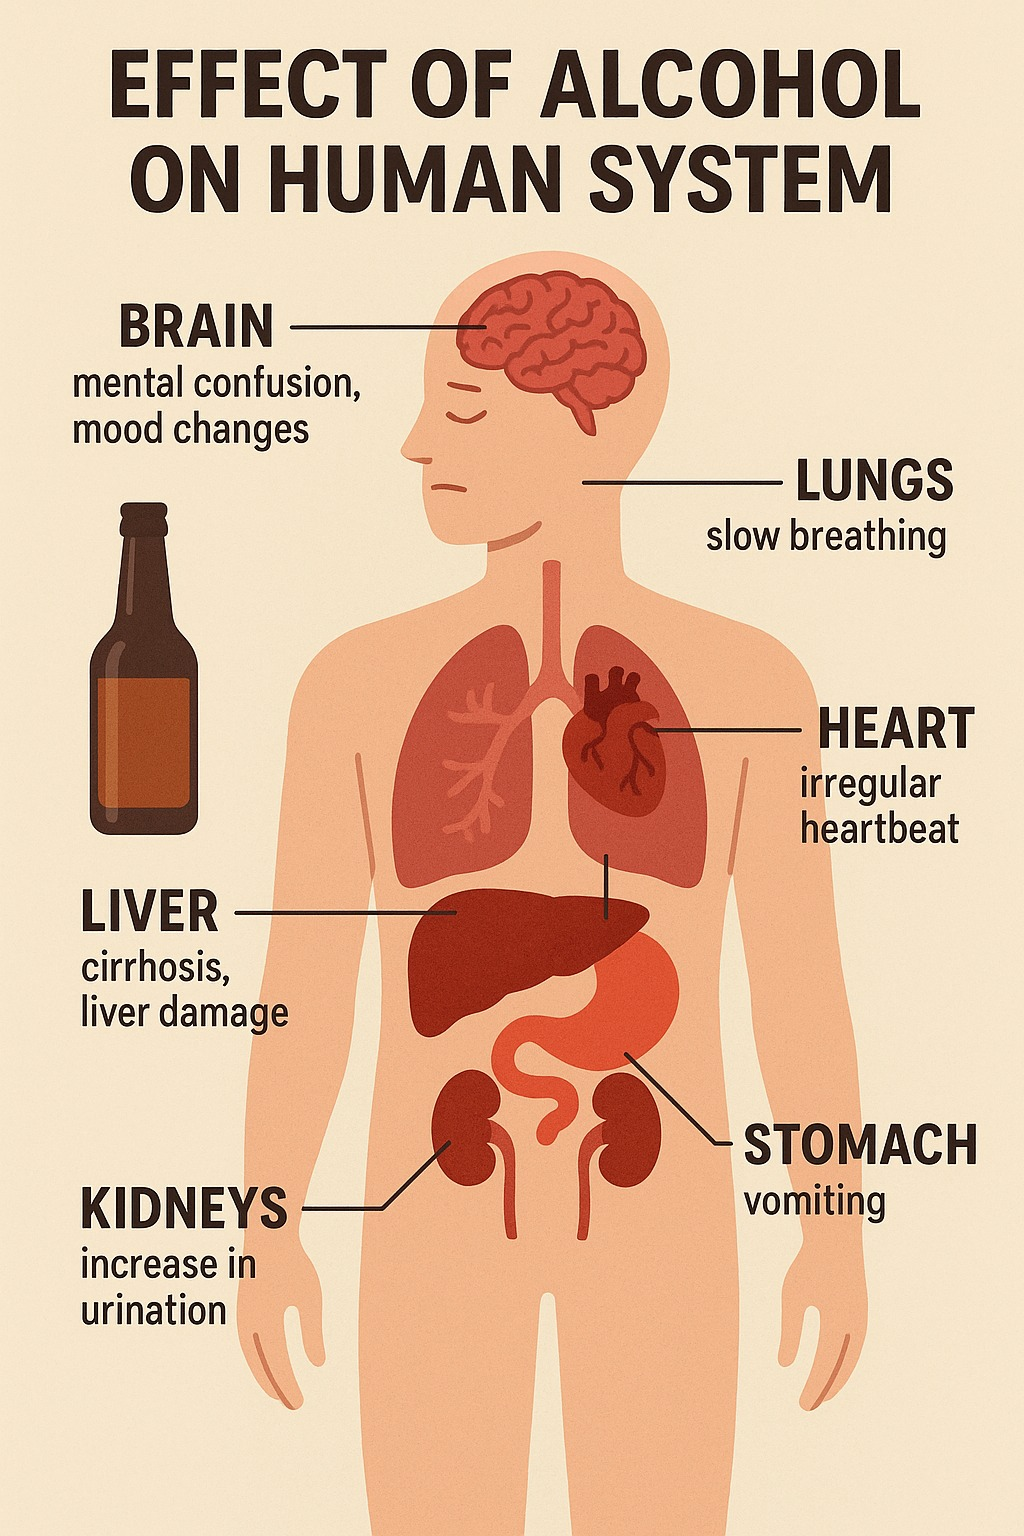 EFFECT OF ALCOHOL
ON HUMAN SYSTEM
BRAIN
mental confusion,
mood changes
LUNGS
slow breathing
HEART
irregular
heartbeat
LIVER
cirrhosis,
liver damage
STOMACH
vomiting
KIDNEYS
increase in
urination